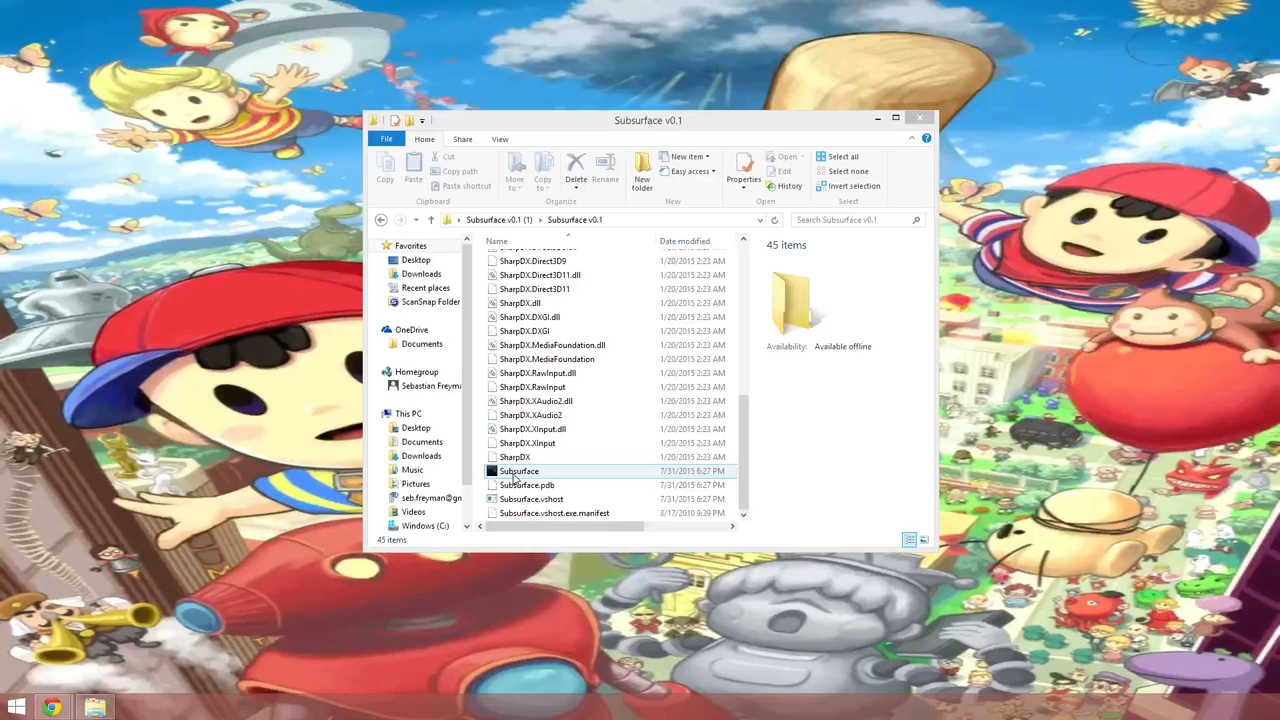 Subsurface v0.1
File Home Share View
Copy
Paste
Cut
Copy path
Paste shortcut
Clipboard
Move to
Copy to
Delete
Rename
Organize
New folder
New item
Easy access
New
Properties
Open
Edit
History
Open
Select all
Select none
Invert selection
Select
Subsurface v0.1 (1) Subsurface v0.1
Search Subsurface v0.1
Favorites
Desktop
Downloads
Recent places
ScanSnap Folder
OneDrive
Documents
Homegroup
Sebastian Freyma
This PC
Desktop
Documents
Downloads
Music
Pictures
seb.freyman@gn
Videos
Windows (C:)
Name Date modified
SharpDX.Direct3D9 1/20/2015 2:23 AM
SharpDX.Direct3D11.dll 1/20/2015 2:23 AM
SharpDX.Direct3D11 1/20/2015 2:23 AM
SharpDX.dll 1/20/2015 2:23 AM
SharpDX.DXGI.dll 1/20/2015 2:23 AM
SharpDX.DXGI 1/20/2015 2:23 AM
SharpDX.MediaFoundation.dll 1/20/2015 2:23 AM
SharpDX.MediaFoundation 1/20/2015 2:23 AM
SharpDX.RawInput.dll 1/20/2015 2:23 AM
SharpDX.RawInput 1/20/2015 2:23 AM
SharpDX.XAudio2.dll 1/20/2015 2:23 AM
SharpDX.XAudio2 1/20/2015 2:23 AM
SharpDX.XInput.dll 1/20/2015 2:23 AM
SharpDX.XInput 1/20/2015 2:23 AM
SharpDX 1/20/2015 2:23 AM
Subsurface 7/31/2015 6:27 PM
Subsurface.pdb 7/31/2015 6:27 PM
Subsurface.vshost 7/31/2015 6:27 PM
Subsurface.vshost.exe.manifest 3/17/2010 9:39 PM
45 items
Availability: Available offline
45 items